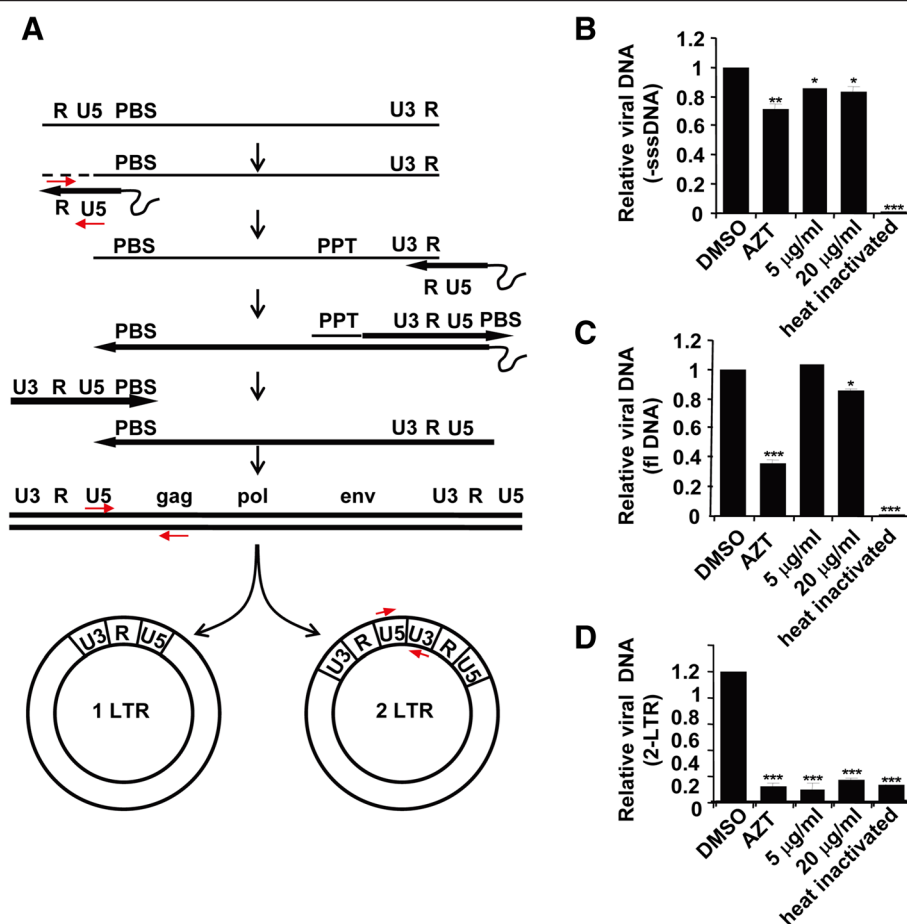 A
R U5 PBS U3 R
PBS U3 R
R U5
PBS PPT U3 R
R U5
PPT U3 R U5 PBS
PBS
U3 R U5 PBS
PBS U3 R U5
U3 R U5 gag pol env U3 R U5
U3 R U5
1 LTR
U3 R U5 U3 R U5
2 LTR
B
Relative viral DNA
(-sssDNA)
1.2
1
0.8
0.6
0.4
0.2
0
** * * ***
DMSO AZT 5 µg/ml 20 µg/ml heat inactivated
C
Relative viral DNA
(fl DNA)
1.2
1
0.8
0.6
0.4
0.2
0
*** * ***
DMSO AZT 5 µg/ml 20 µg/ml heat inactivated
D
Relative viral DNA
(2-LTR)
1.2
1
0.8
0.6
0.4
0.2
0
*** *** *** ***
DMSO AZT 5 µg/ml 20 µg/ml heat inactivated